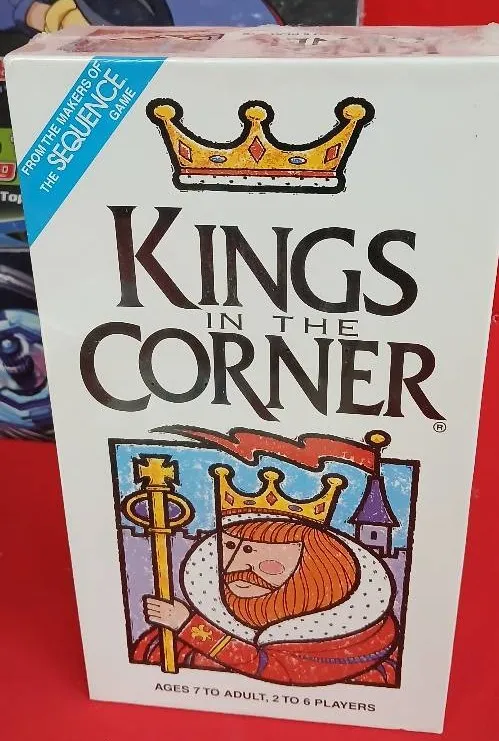 FROM THE MAKERS OF
THE SEQUENCE
GAME
KINGS
IN THE
CORNER®
AGES 7 TO ADULT, 2 TO 6 PLAYERS
Top